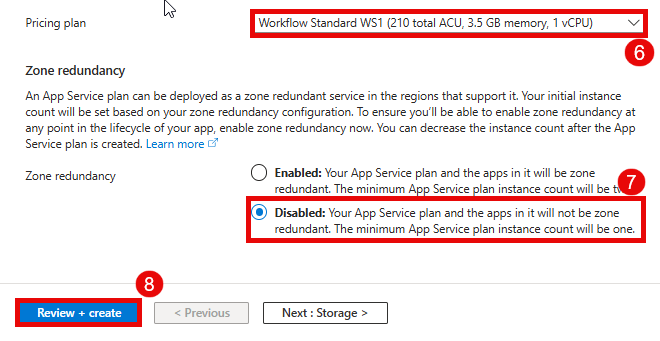 Pricing plan
Workflow Standard WS1 (210 total ACU, 3.5 GB memory, 1 vCPU)
6
Zone redundancy
An App Service plan can be deployed as a zone redundant service in the regions that support it. Your initial instance
count will be set based on your zone redundancy configuration. To ensure you'll be able to enable zone redundancy at
any point in the lifecycle of your app, enable zone redundancy now. You can decrease the instance count after the App
Service plan is created. Learn more
Zone redundancy
Enabled: Your App Service plan and the apps in it will be zone
redundant. The minimum App Service plan instance count will be
7
Disabled: Your App Service plan and the apps in it will not be zone
redundant. The minimum App Service plan instance count will be one.
8
Review + create
< Previous
Next : Storage >